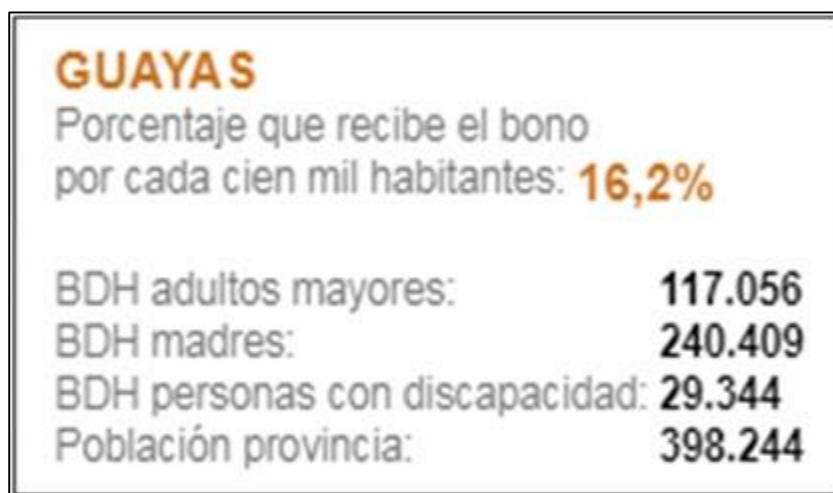 GUAYAS
Porcentaje que recibe el bono
por cada cien mil habitantes: 16,2%
BDH adultos mayores: 117.056
BDH madres: 240.409
BDH personas con discapacidad: 29.344
Población provincia: 398.244